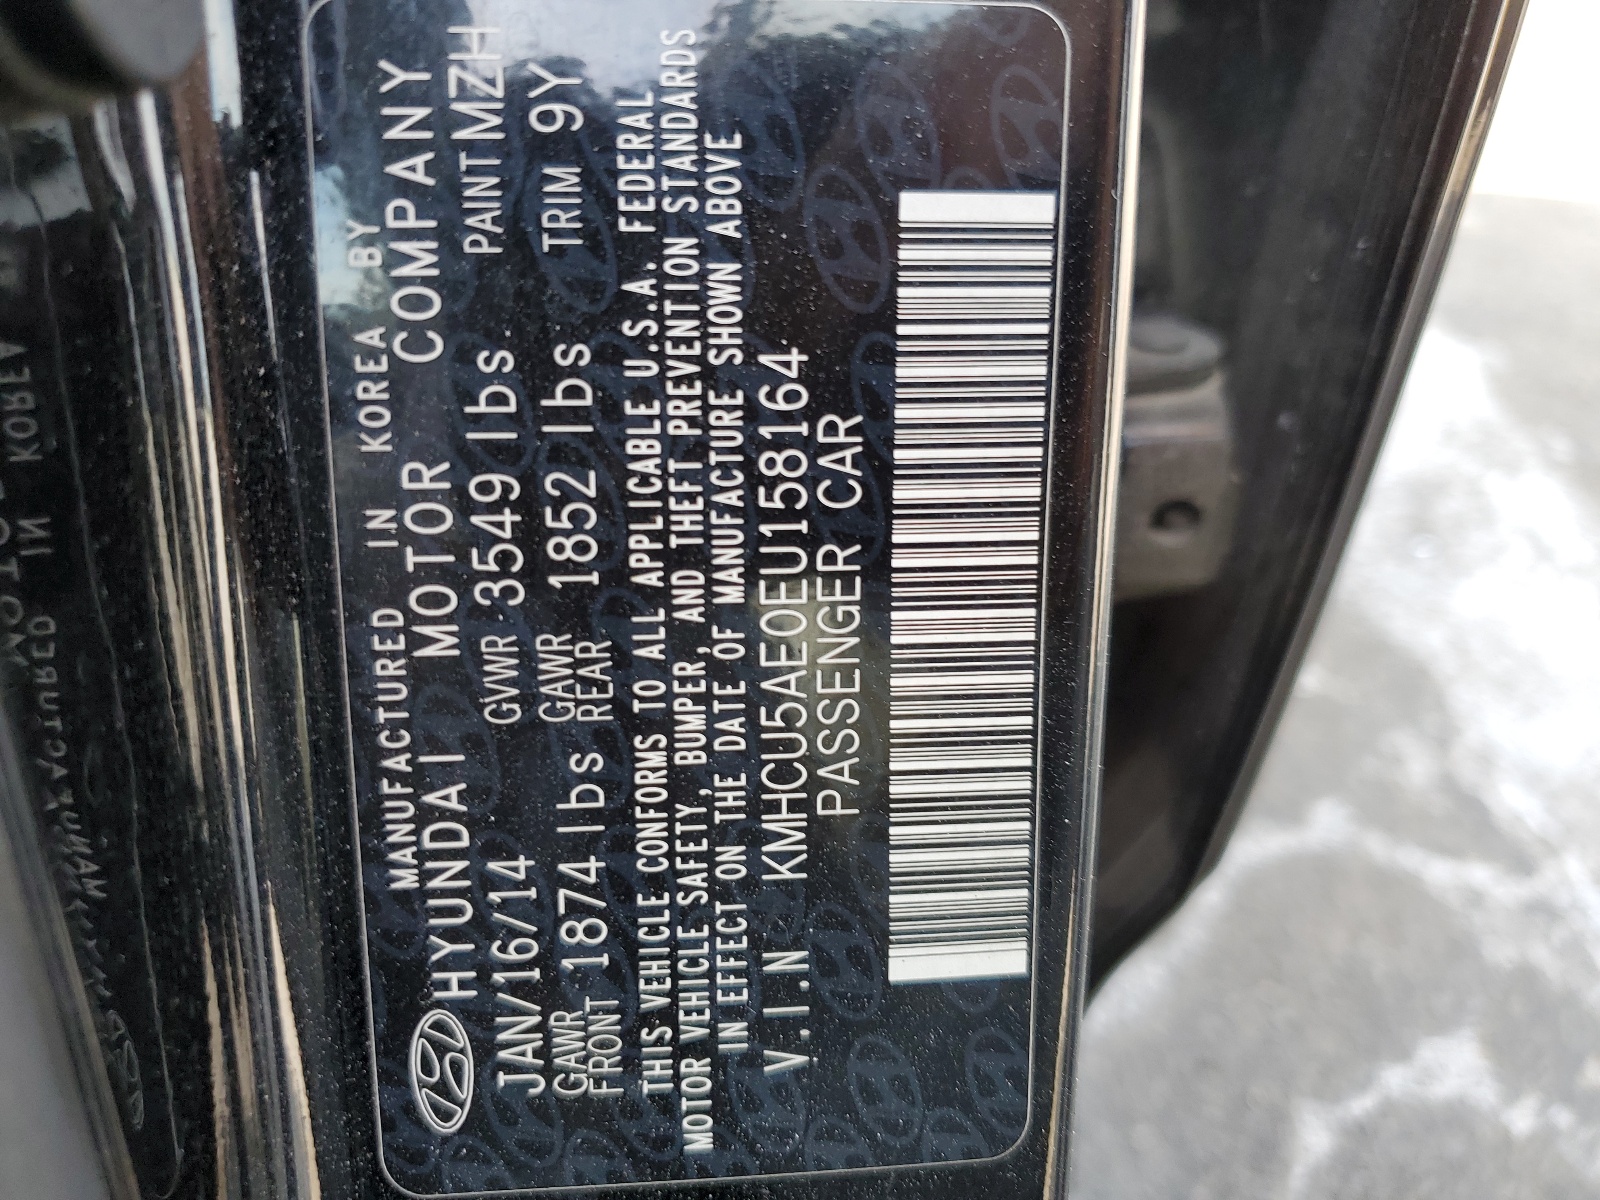 MANUFACTURED IN KOREA BY
HYUNDAI MOTOR COMPANY
JAN/16/14 GVWR 3549 lbs PAINT MZH
GAWR FRONT 1874 lbs GAWR REAR 1852 lbs TRIM 9Y
THIS VEHICLE CONFORMS TO ALL APPLICABLE U.S.A. FEDERAL
MOTOR VEHICLE SAFETY, BUMPER, AND THEFT PREVENTION STANDARDS
IN EFFECT ON THE DATE OF MANUFACTURE SHOWN ABOVE
V.I.N KMHCU5AE0EU158164
PASSENGER CAR